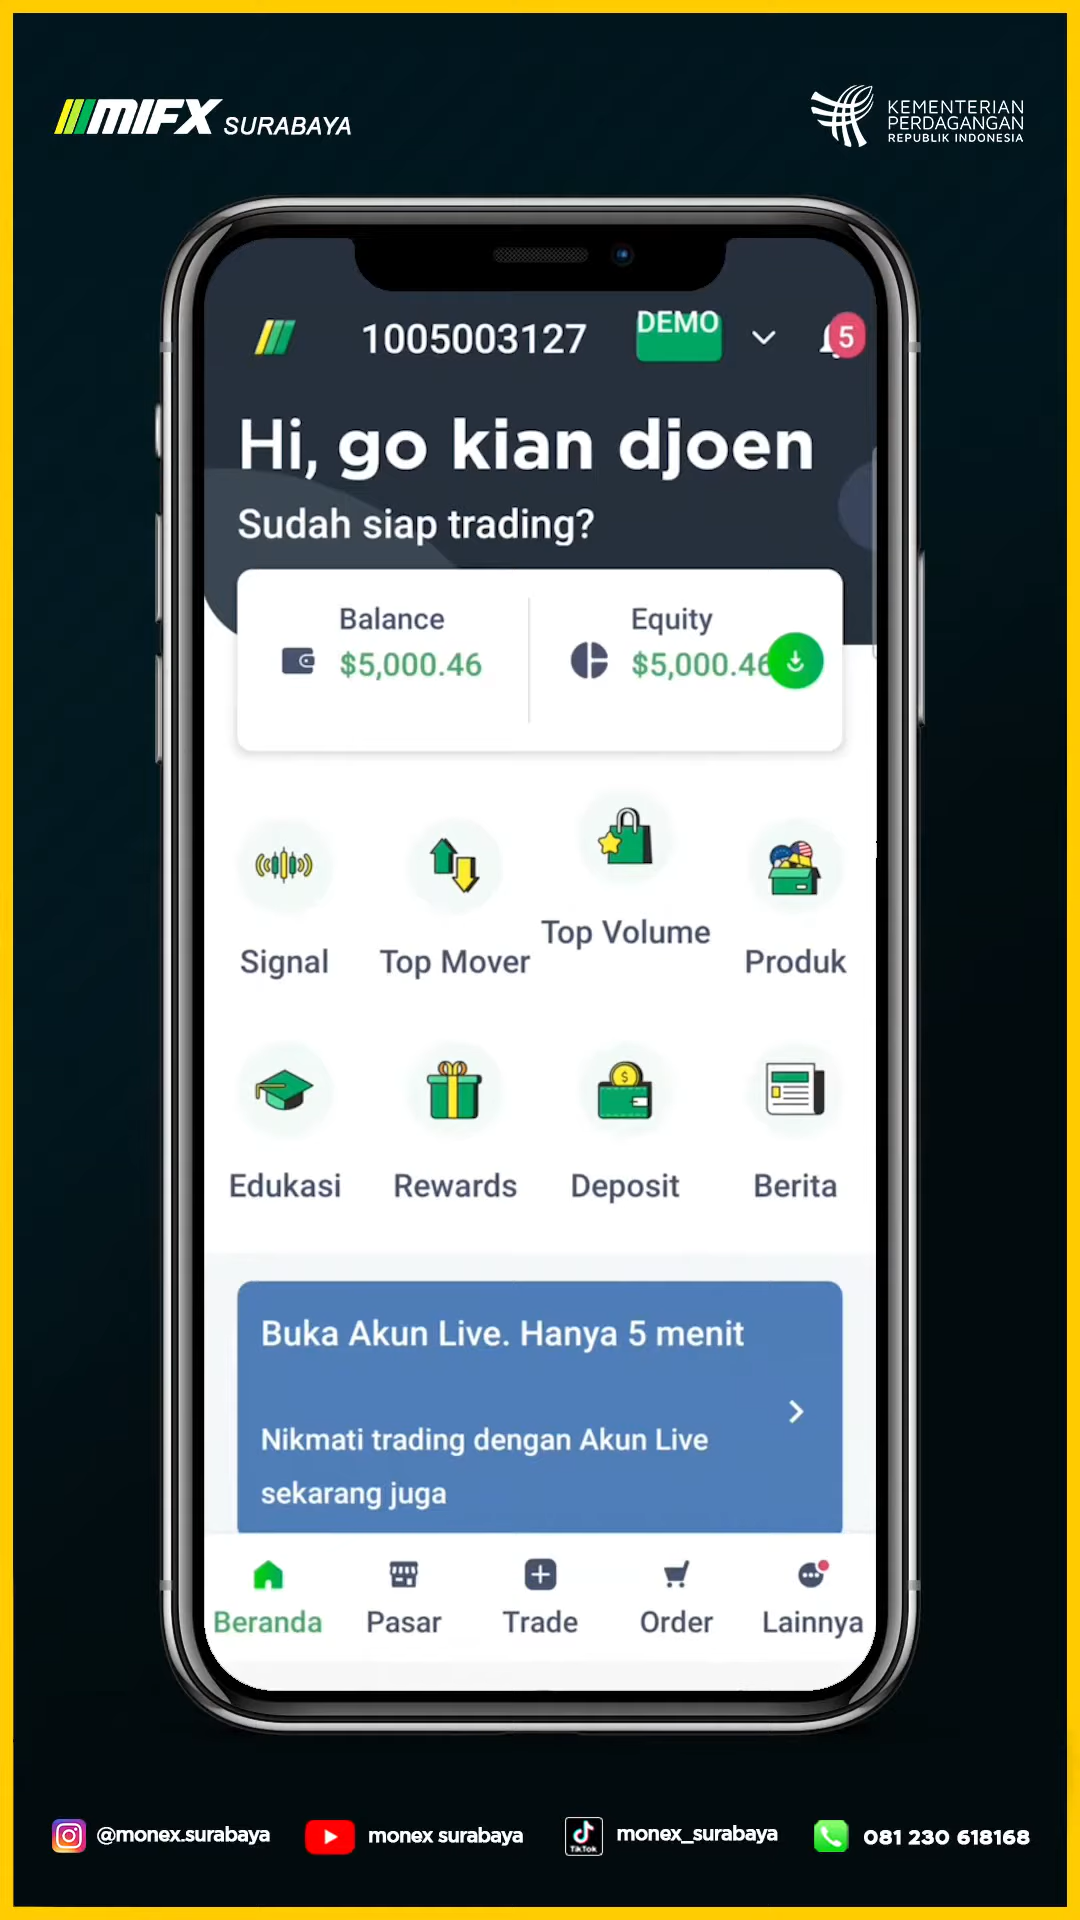 MIFX SURABAYA
KEMENTERIAN
PERDAGANGAN
REPUBLIK INDONESIA
1005003127
DEMO
5
Hi, go kian djoen
Sudah siap trading?
Balance
$5,000.46
Equity
$5,000.46
Signal
Top Mover
Top Volume
Produk
Edukasi
Rewards
Deposit
Berita
Buka Akun Live. Hanya 5 menit
Nikmati trading dengan Akun Live
sekarang juga
Beranda
Pasar
Trade
Order
Lainnya
@monex.surabaya
monex surabaya
TikTok
monex_surabaya
081 230 618168